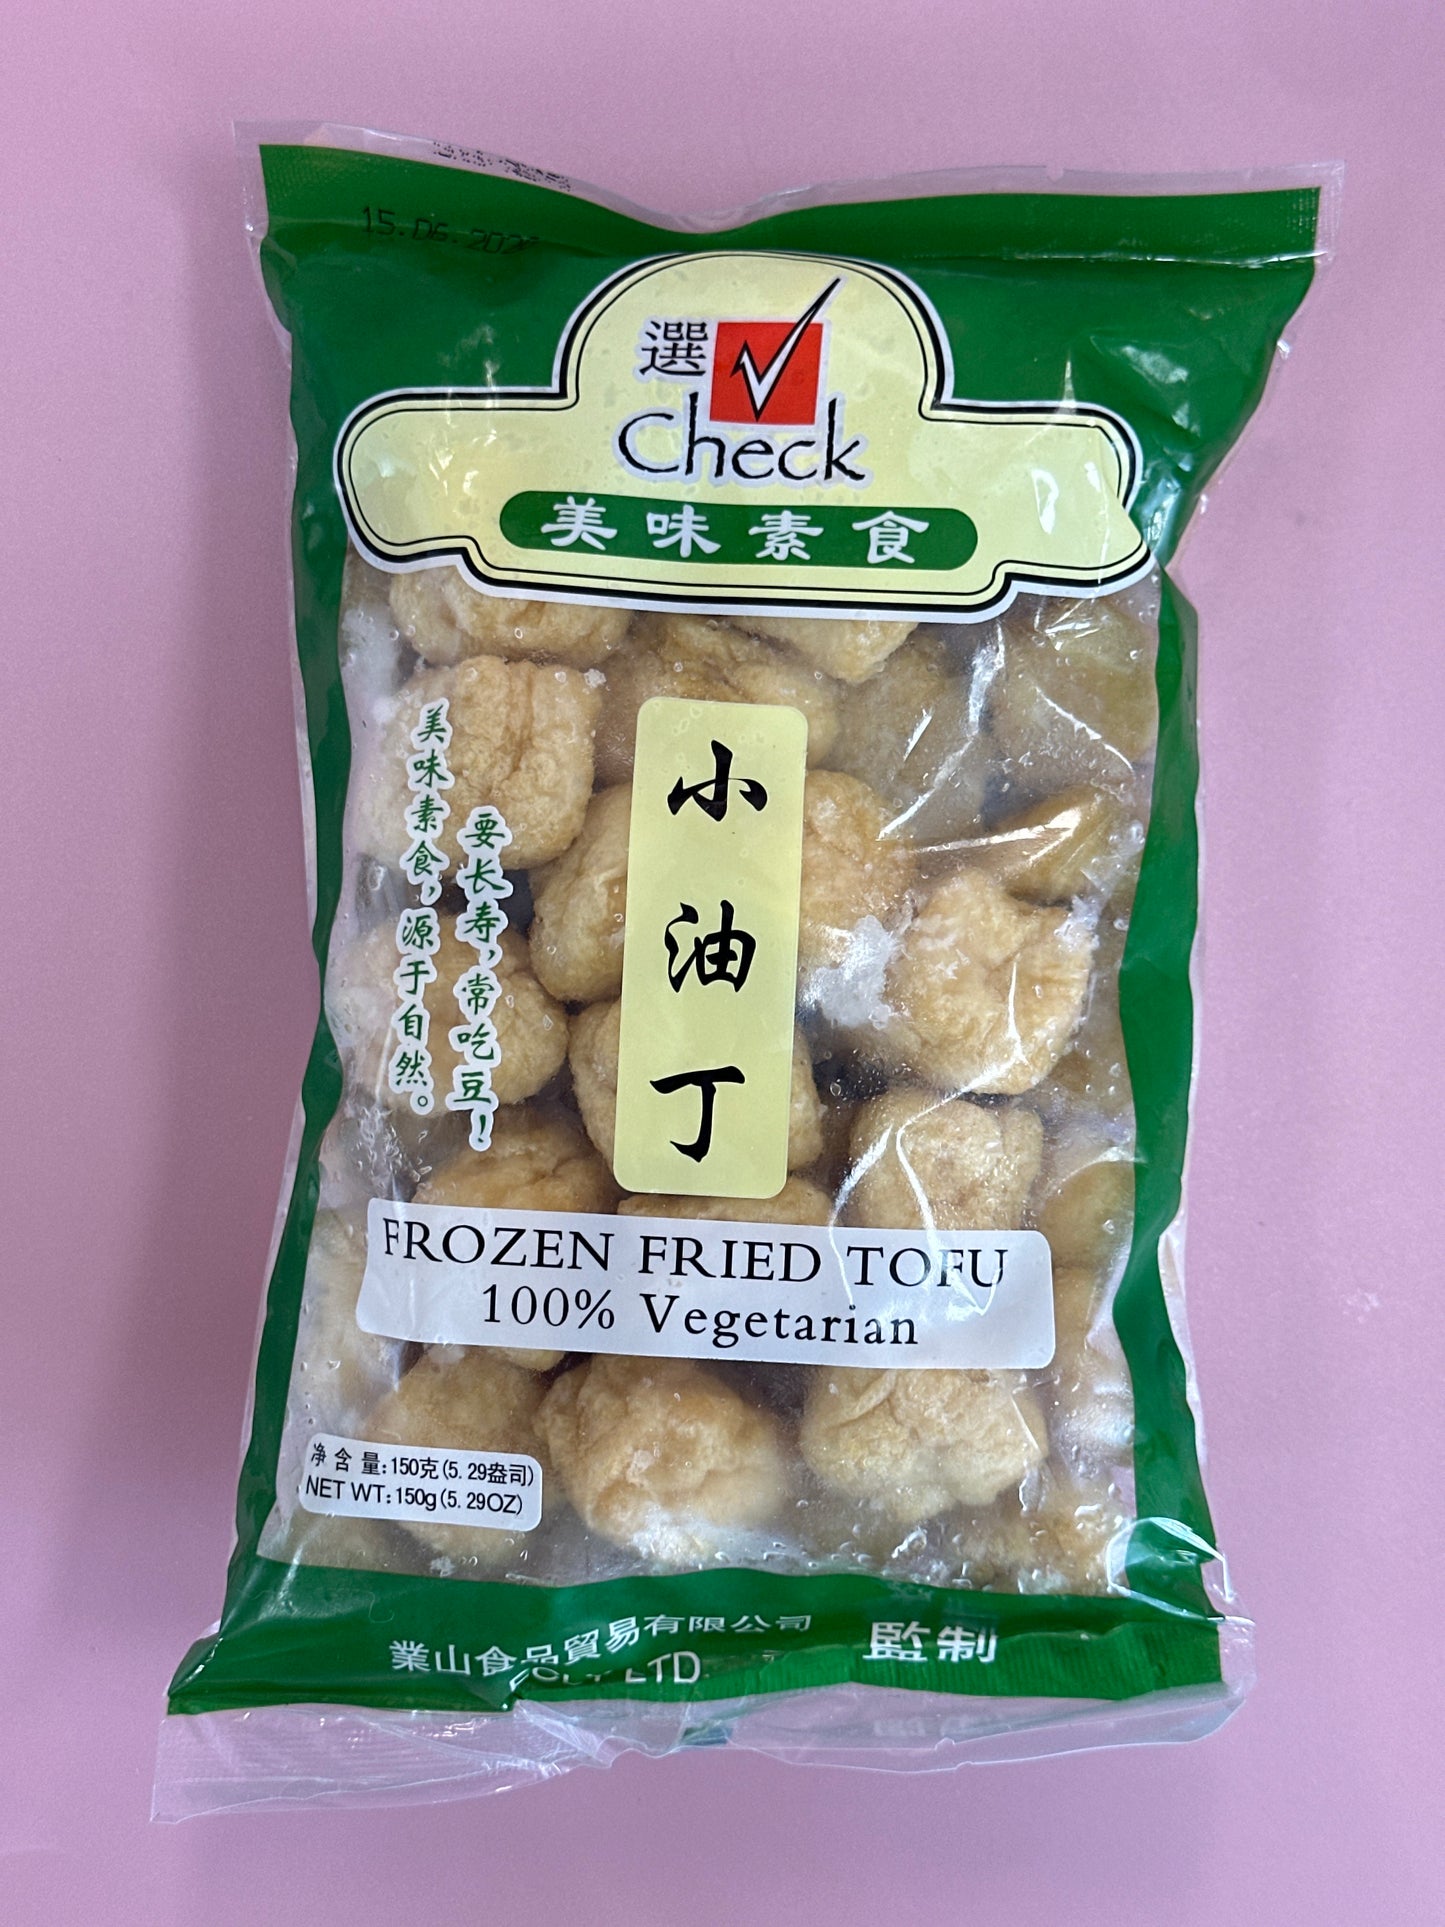 選
Check
美味素食
小油丁
美味素食，源于自然。
要长寿，常吃豆！
FROZEN FRIED TOFU
100% Vegetarian
净含量:150克(5.29盎司)
NET WT:150g(5.29OZ)
業山食品貿易有限公司 監制
LTD.